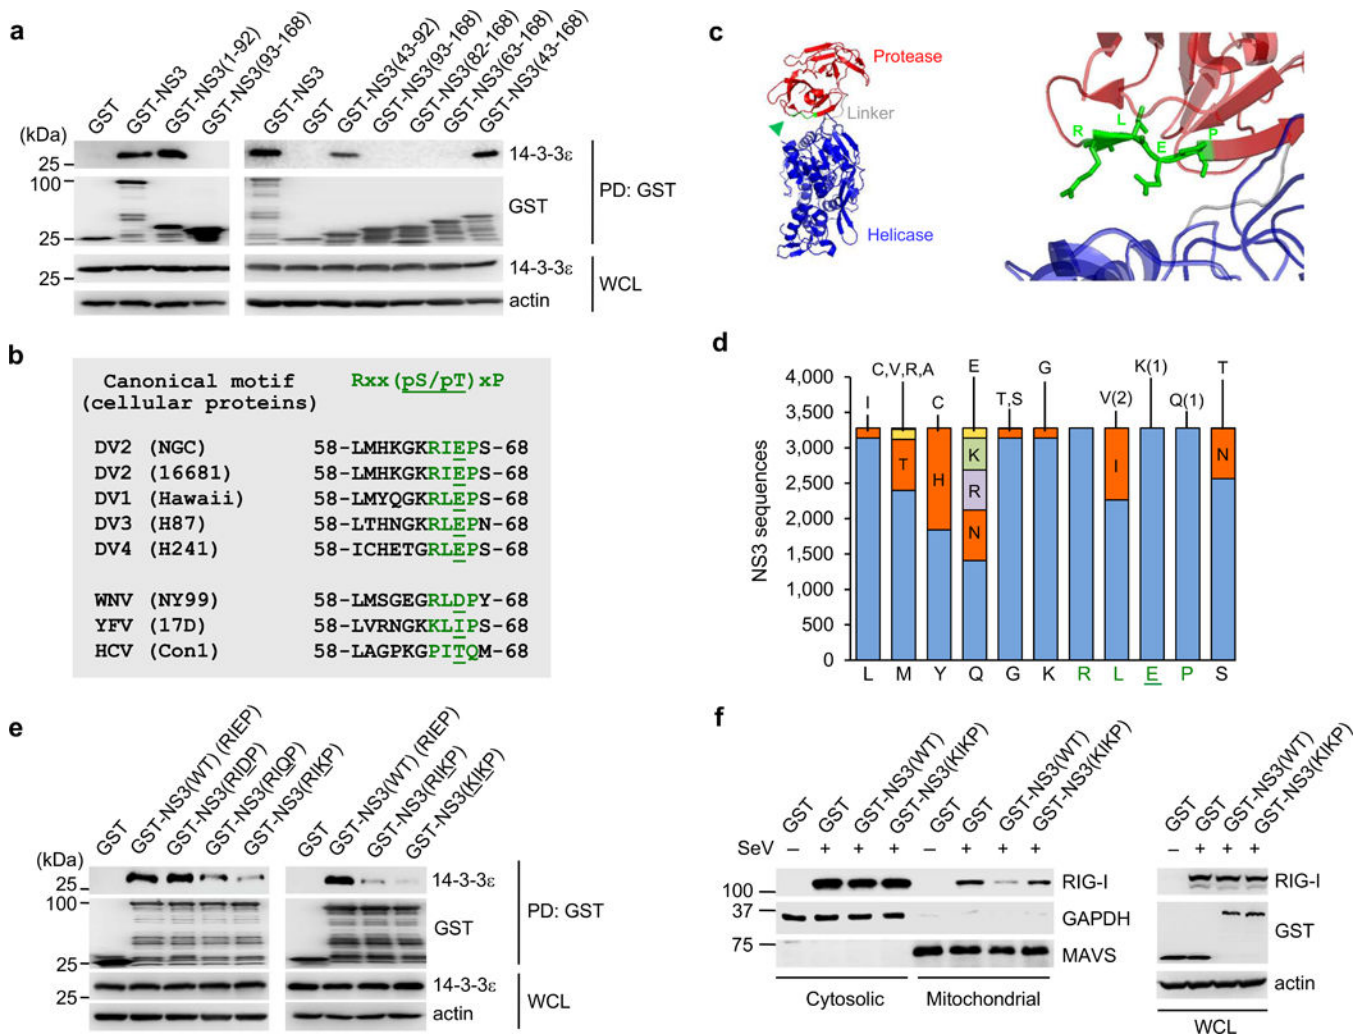 a
GST
GST-NS3
GST-NS3(1-92)
GST-NS3(93-168)
GST-NS3
GST
GST-NS3(43-92)
GST-NS3(93-168)
GST-NS3(82-168)
GST-NS3(63-168)
GST-NS3(43-168)
(kDa)
25
14-3-3ε
100
GST
25
PD: GST
25
14-3-3ε
actin
WCL
b
Canonical motif Rxx(pS/pT)xP
(cellular proteins)
DV2 (NGC) 58-LMHKGKRIEPS-68
DV2 (16681) 58-LMHKGKRIEPS-68
DV1 (Hawaii) 58-LMYQGKRLEPS-68
DV3 (H87) 58-LTHNGKRLEPN-68
DV4 (H241) 58-ICHETGRLEPS-68
WNV (NY99) 58-LMSGEGRLDPY-68
YFV (17D) 58-LVRNGKKLIPS-68
HCV (Con1) 58-LAGPKGPITQM-68
c
Protease
Linker
Helicase
R
L
E
P
d
NS3 sequences
4,000
3,500
3,000
2,500
2,000
1,500
1,000
500
0
I
C,V,R,A
C
E
T,S
G
V(2)
K(1)
Q(1)
T
T
H
K
R
N
I
N
L M Y Q G K R L E P S
e
GST
GST-NS3(WT) (RIEP)
GST-NS3(RIDP)
GST-NS3(RIQP)
GST-NS3(RIKP)
GST
GST-NS3(WT) (RIEP)
GST-NS3(RIKP)
GST-NS3(KIKP)
(kDa)
25
14-3-3ε
100
GST
25
PD: GST
25
14-3-3ε
actin
WCL
f
GST
GST
GST-NS3(WT)
GST-NS3(KIKP)
GST
GST
GST-NS3(WT)
GST-NS3(KIKP)
SeV – + + + – + + +
100
RIG-I
37
GAPDH
75
MAVS
Cytosolic Mitochondrial
GST
GST
GST-NS3(WT)
GST-NS3(KIKP)
– + + +
RIG-I
GST
actin
WCL